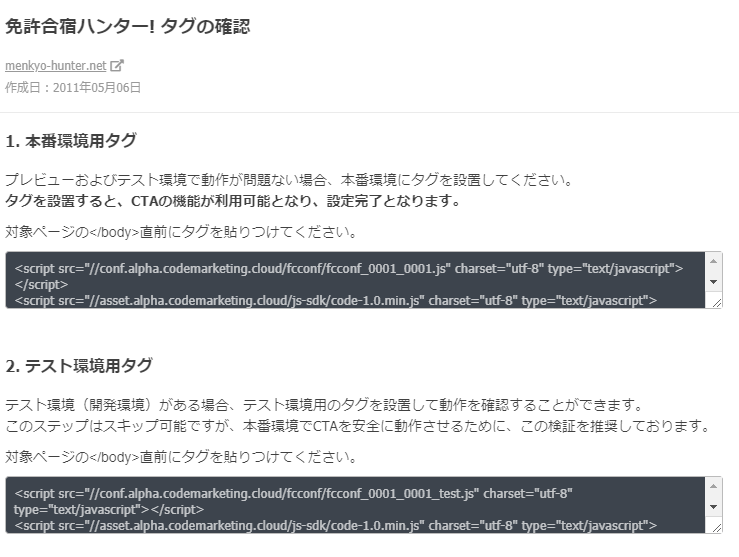 免許合宿ハンター! タグの確認
menkyo-hunter.net
作成日：2011年05月06日
1. 本番環境用タグ
プレビューおよびテスト環境で動作が問題ない場合、本番環境にタグを設置してください。
タグを設置すると、CTAの機能が利用可能となり、設定完了となります。
対象ページの</body>直前にタグを貼りつけてください。
<script src="//conf.alpha.codemarketing.cloud/fcconf/fcconf_0001_0001.js" charset="utf-8" type="text/javascript">
</script>
<script src="//asset.alpha.codemarketing.cloud/js-sdk/code-1.0.min.js" charset="utf-8" type="text/javascript">
2. テスト環境用タグ
テスト環境（開発環境）がある場合、テスト環境用のタグを設置して動作を確認することができます。
このステップはスキップ可能ですが、本番環境でCTAを安全に動作させるために、この検証を推奨しております。
対象ページの</body>直前にタグを貼りつけてください。
<script src="//conf.alpha.codemarketing.cloud/fcconf/fcconf_0001_0001_test.js" charset="utf-8"
type="text/javascript"></script>
<script src="//asset.alpha.codemarketing.cloud/js-sdk/code-1.0.min.js" charset="utf-8" type="text/javascript">